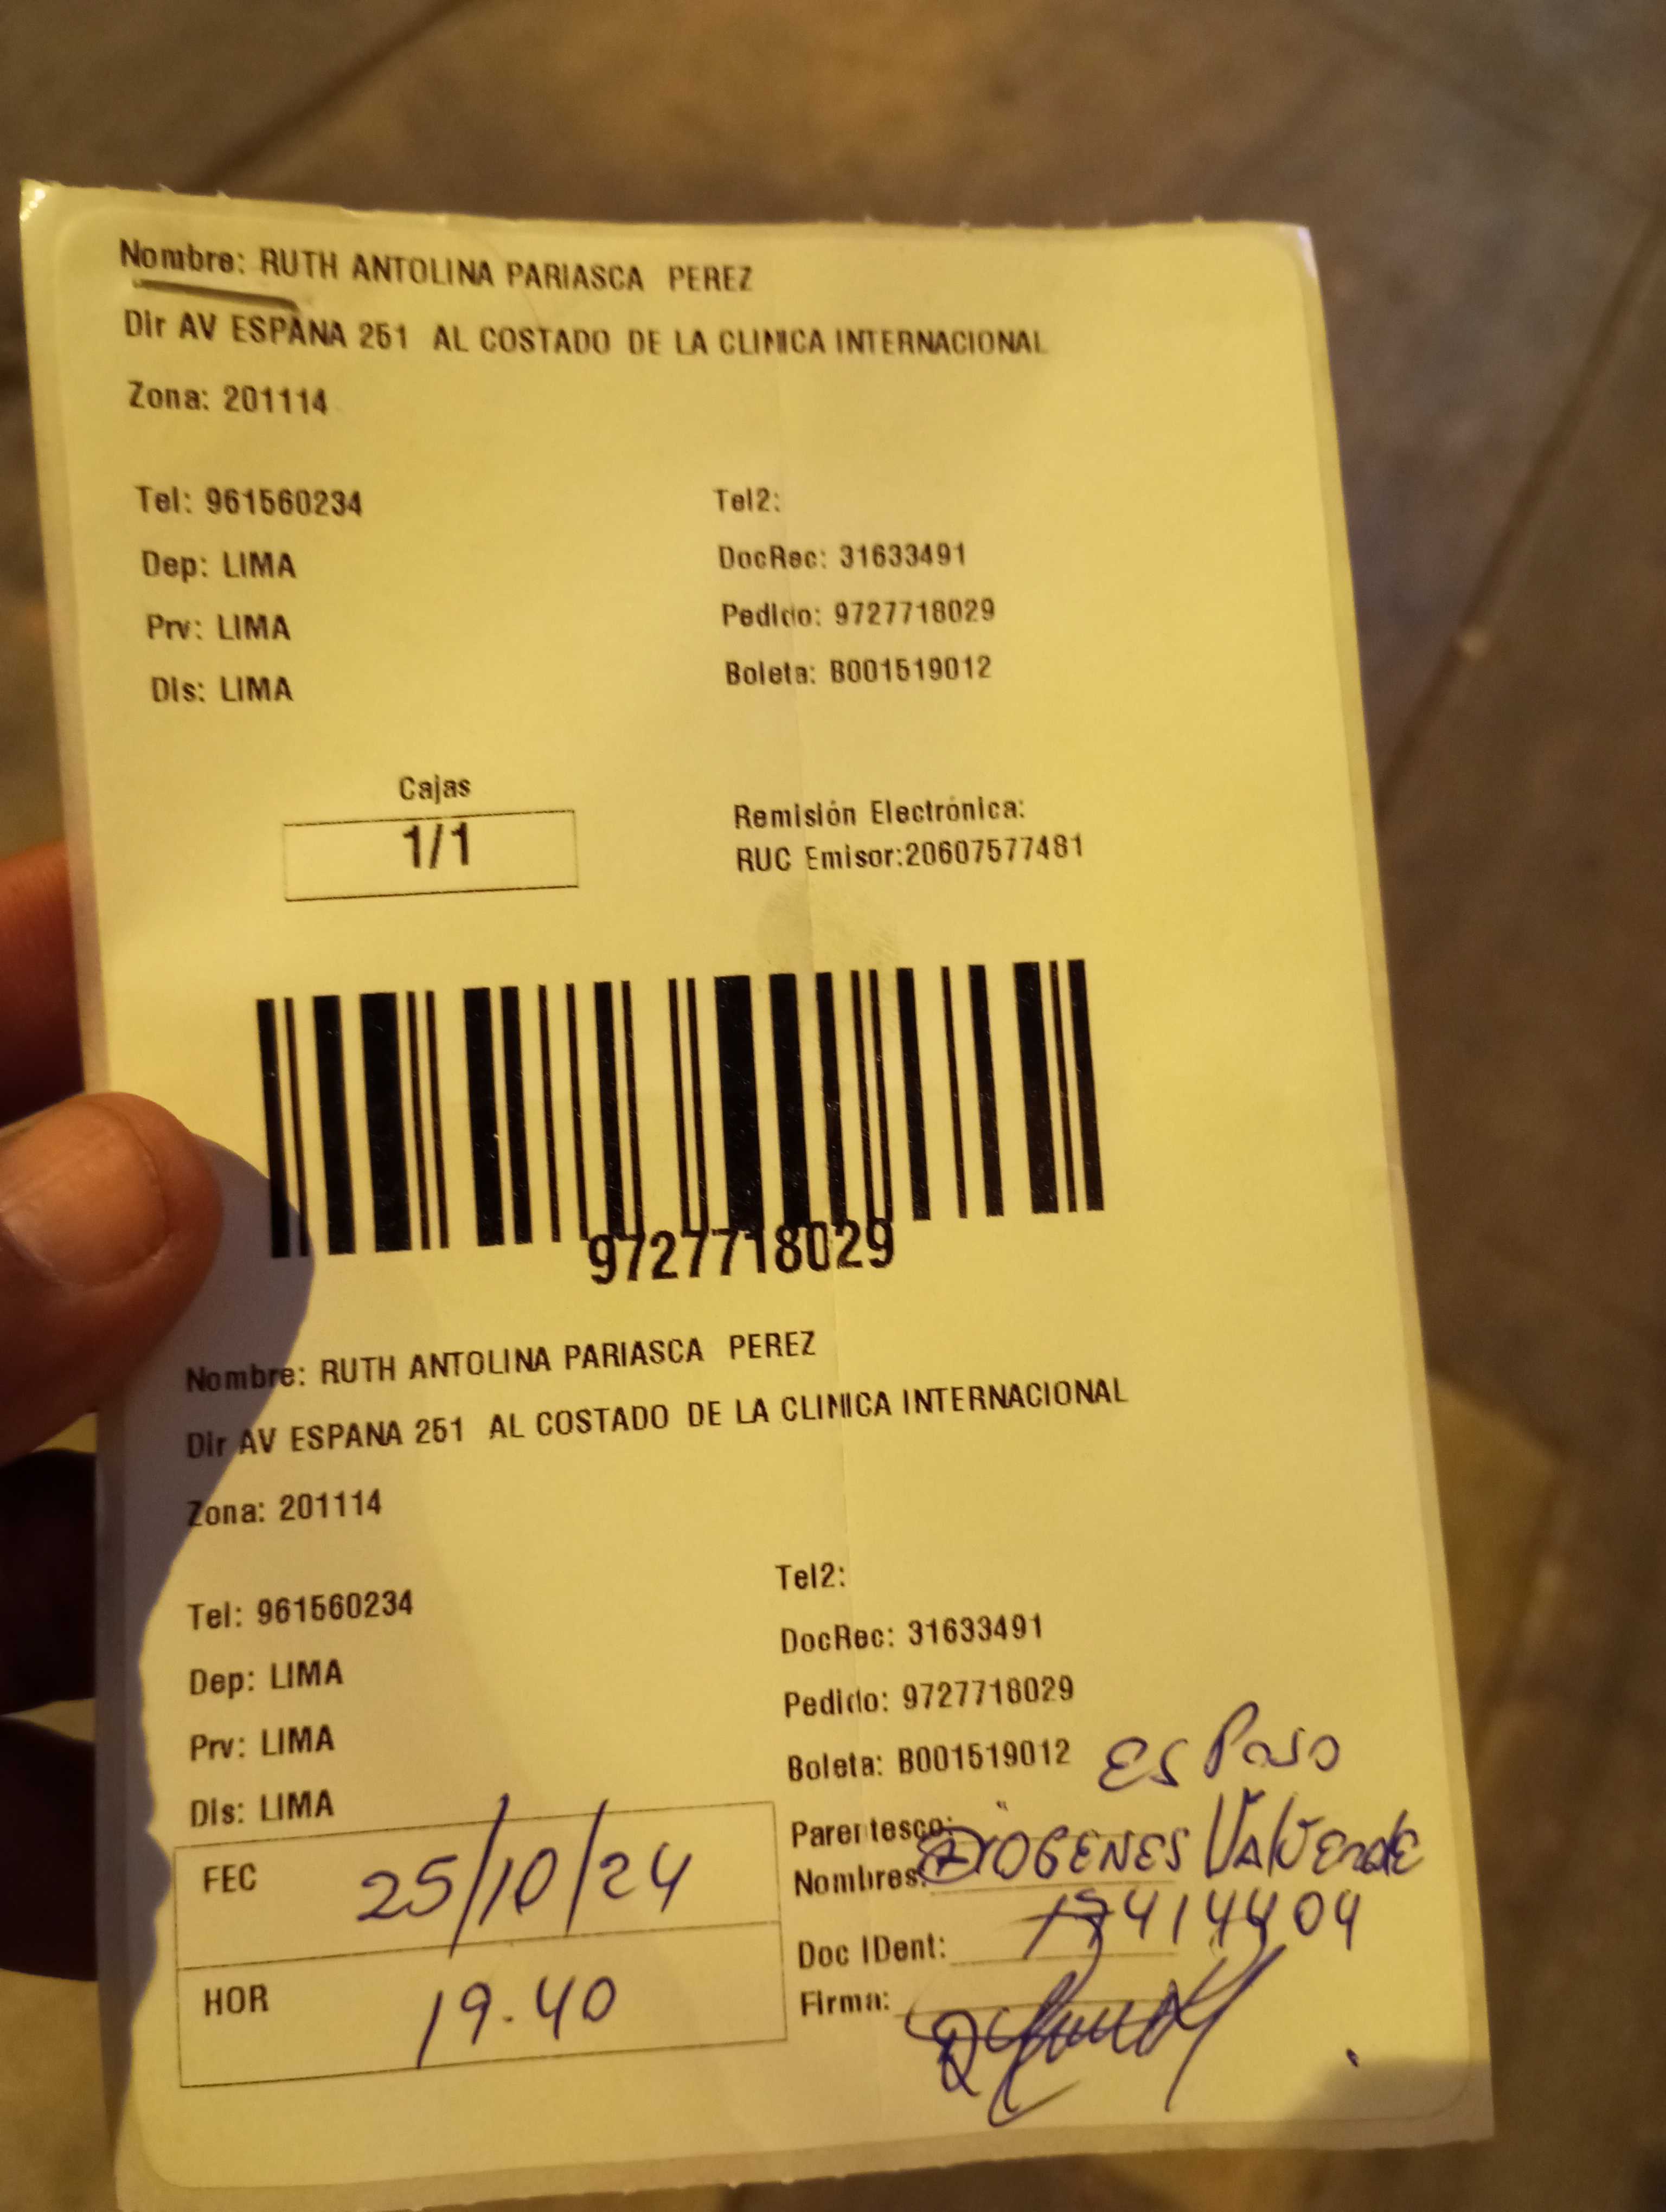 Nombre: RUTH ANTOLINA PARIASCA PEREZ
Dir AV ESPANA 251 AL COSTADO DE LA CLINICA INTERNACIONAL
Zona: 201114
Tel: 961560234 Tel2:
Dep: LIMA DocRec: 31633491
Prv: LIMA Pedido: 9727718029
Dis: LIMA Boleta: B001519012
Cajas
1/1
Remisión Electrónica:
RUC Emisor:20607577481
9727718029
Nombre: RUTH ANTOLINA PARIASCA PEREZ
Dir AV ESPANA 251 AL COSTADO DE LA CLINICA INTERNACIONAL
Zona: 201114
Tel: 961560234 Tel2:
Dep: LIMA DocRec: 31633491
Prv: LIMA Pedido: 9727718029
Dis: LIMA Boleta: B001519012
FEC 25/10/24
HOR 19.40
Parentesco: Esposo
Nombres: DIOGENES VALVERDE
Doc IDent:
Firma: